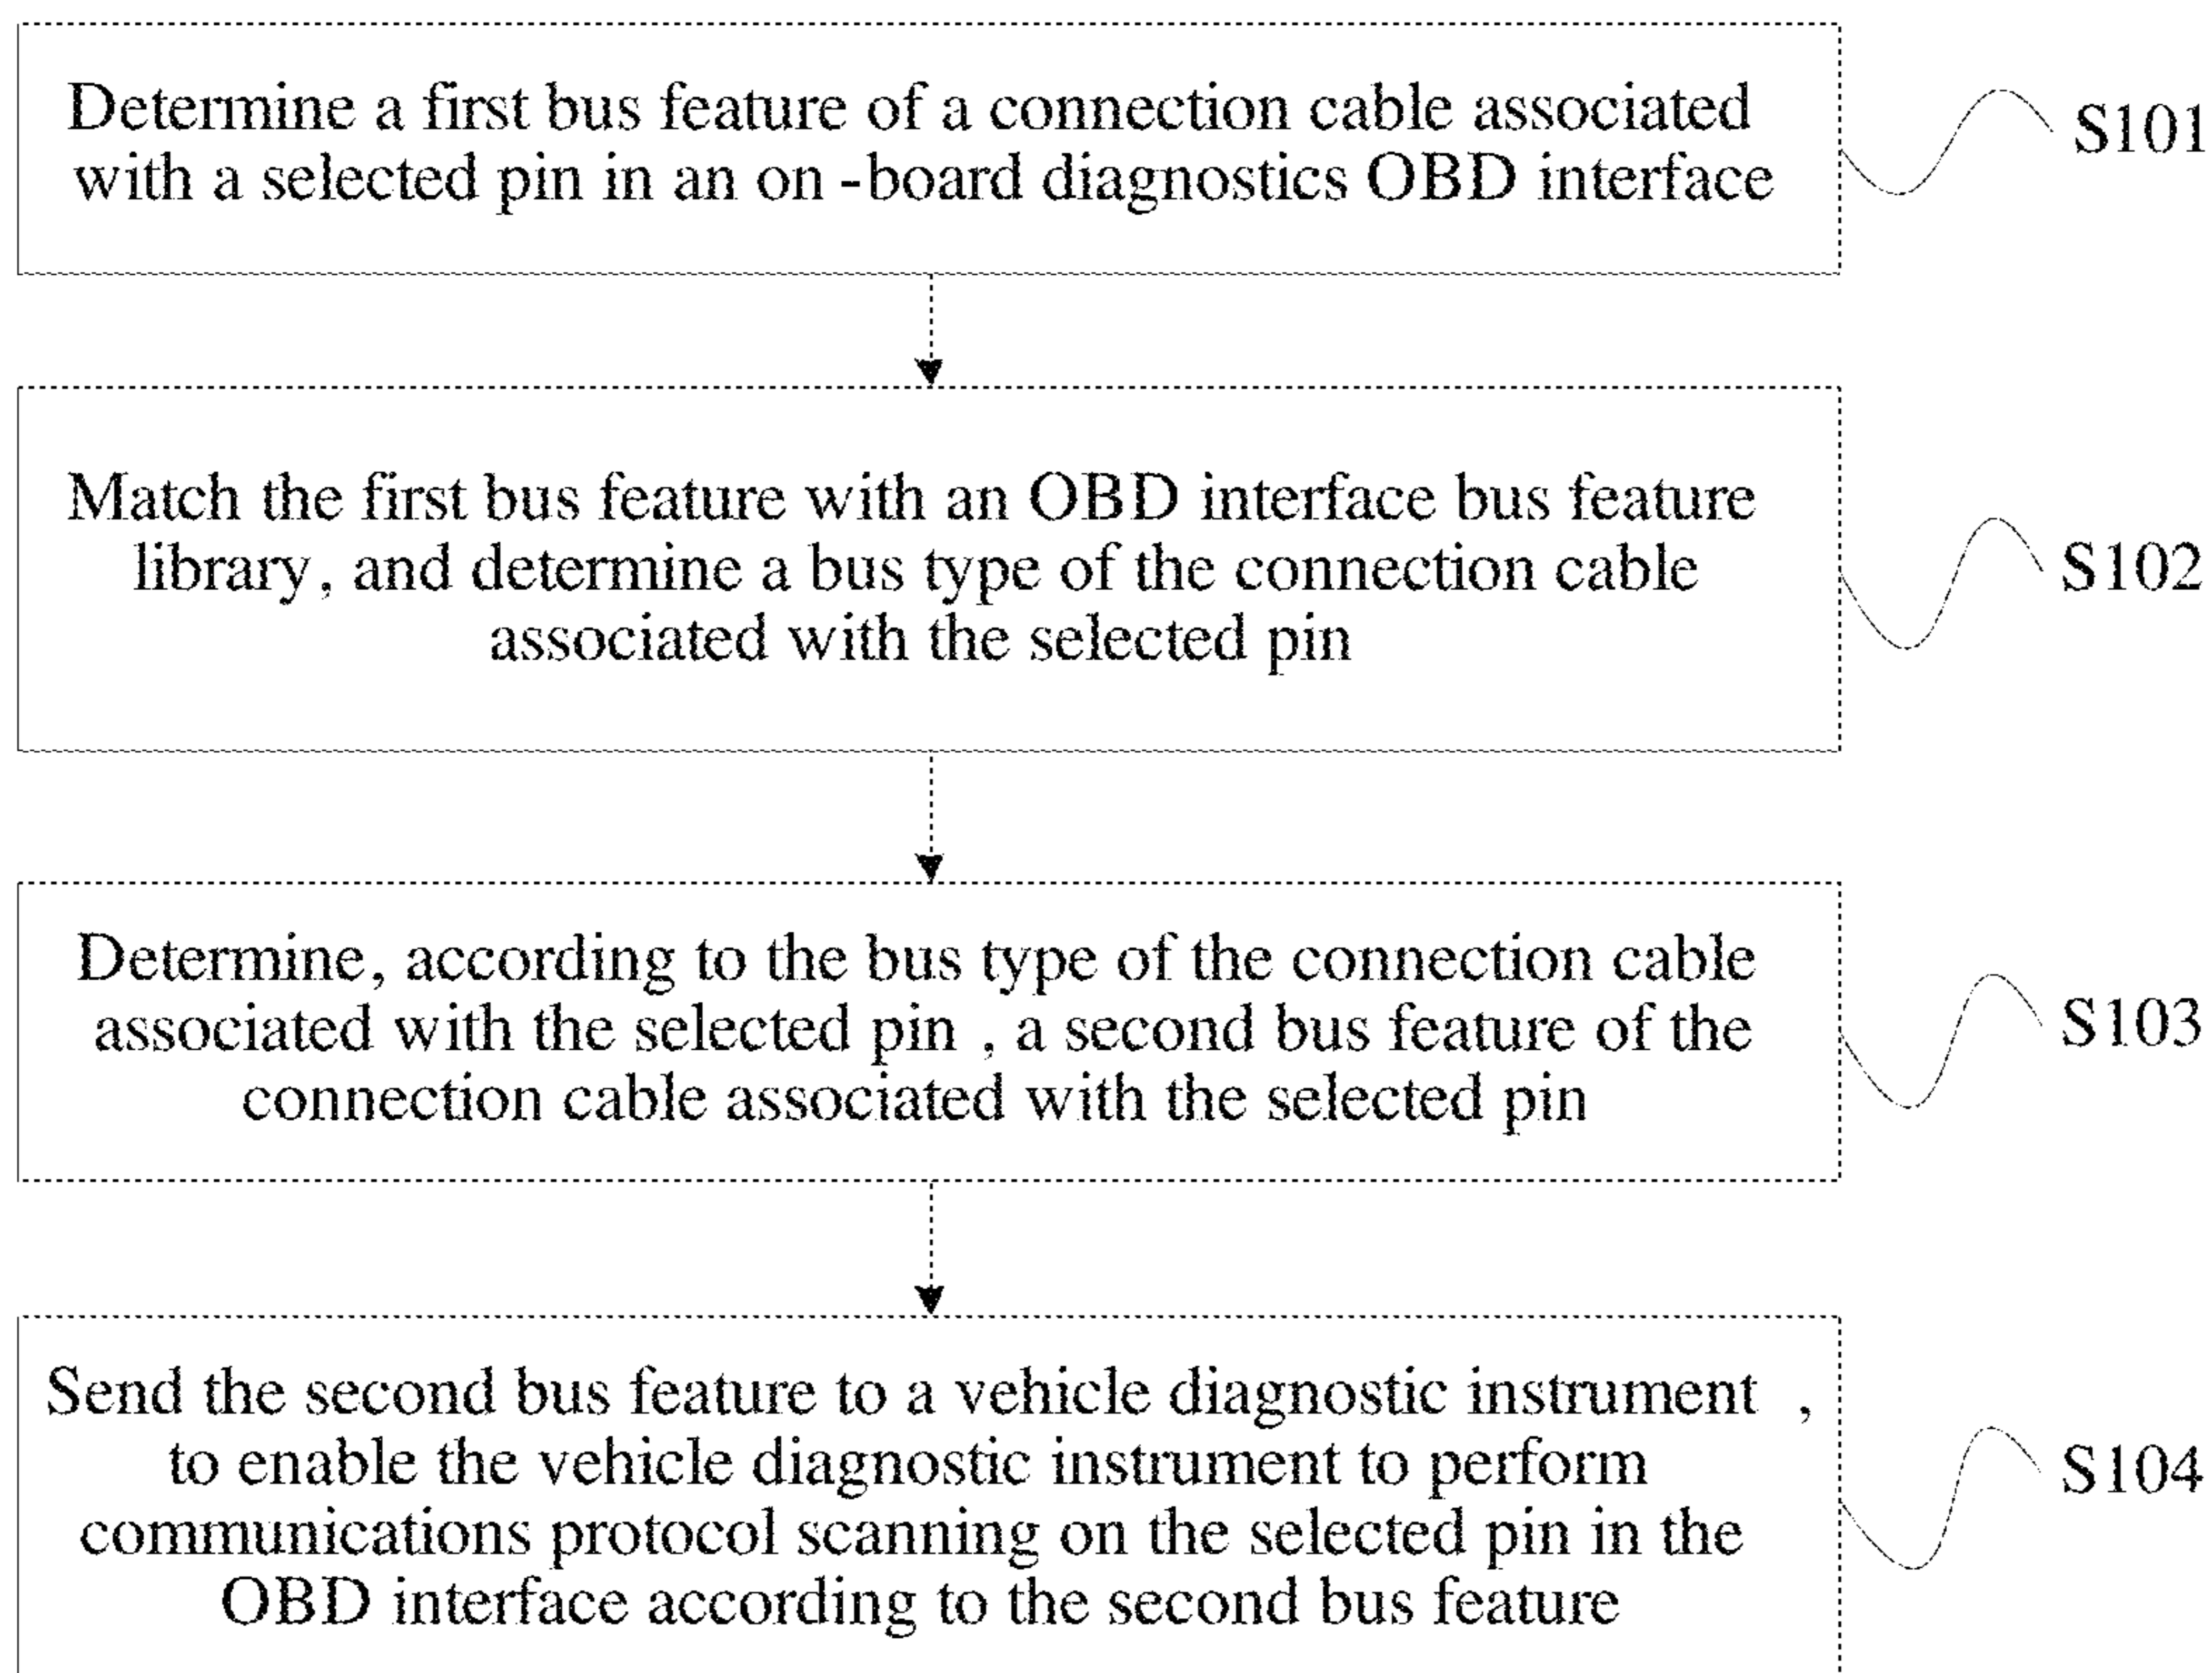 Determine a first bus feature of a connection cable associated
with a selected pin in an on -board diagnostics OBD interface
S101
Match the first bus feature with an OBD interface bus feature
library, and determine a bus type of the connection cable
associated with the selected pin
S102
Determine, according to the bus type of the connection cable
associated with the selected pin , a second bus feature of the
connection cable associated with the selected pin
S103
Send the second bus feature to a vehicle diagnostic instrument ,
to enable the vehicle diagnostic instrument to perform
communications protocol scanning on the selected pin in the
OBD interface according to the second bus feature
S104